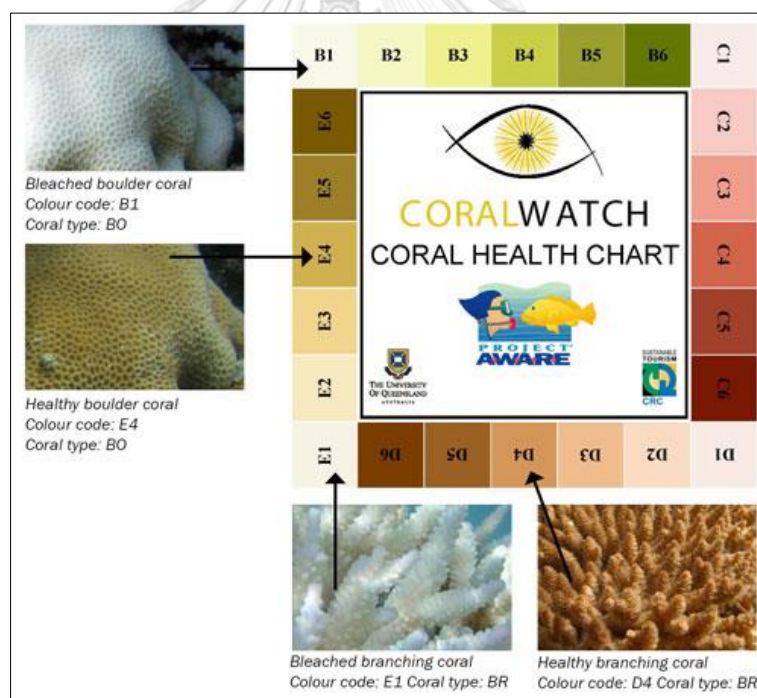 B1 B2 B3 B4 B5 B6 C1
C2
C3
C4
C5
C6
D1
D2
D3
D4
D5
D6
E1
E2
E3
E4
E5
E6
CORALWATCH
CORAL HEALTH CHART
PROJECT
AWARE
THE UNIVERSITY
OF QUEENSLAND
AUSTRALIA
SUSTAINABLE
TOURISM
CRC
Bleached boulder coral
Colour code: B1
Coral type: BO
Healthy boulder coral
Colour code: E4
Coral type: BO
Bleached branching coral
Colour code: E1 Coral type: BR
Healthy branching coral
Colour code: D4 Coral type: BR